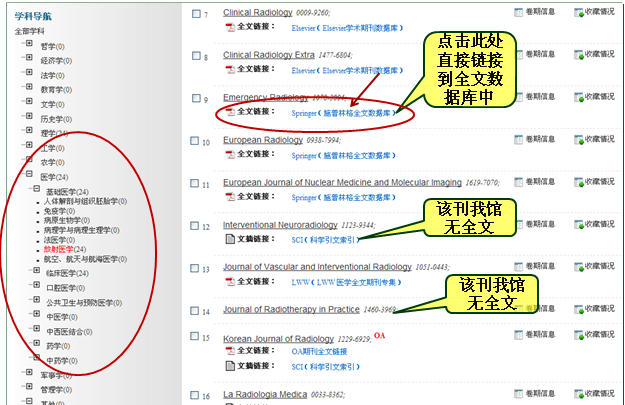 学科导航
全部学科
哲学(0)
经济学(0)
法学(0)
教育学(0)
文学(0)
历史学(0)
理学(24)
工学(0)
农学(0)
医学(24)
基础医学(24)
人体解剖与组织胚胎学(0)
免疫学(0)
病原生物学(0)
病理学与病理生理学(0)
法医学(0)
放射医学(24)
航空、航天与航海医学(0)
临床医学(24)
口腔医学(0)
公共卫生与预防医学(0)
中医学(0)
中西医结合(0)
药学(0)
中药学(0)
军事学(0)
管理学(0)
7 Clinical Radiology 0009-9260; 卷期信息 收藏情况
全文链接： Elsevier（Elsevier学术期刊数据库）
8 Clinical Radiology Extra 1477-6804; 卷期信息 收藏情况
全文链接： Elsevier（Elsevier学术期刊数据库）
点击此处
直接链接
到全文数
据库中
9 Emergency Radiology 卷期信息 收藏情况
全文链接： Springer（施普林格全文数据库）
10 European Radiology 0938-7994; 卷期信息 收藏情况
全文链接： Springer（施普林格全文数据库）
11 European Journal of Nuclear Medicine and Molecular Imaging 1619-7070; 卷期信息 收藏情况
全文链接： Springer（施普林格全文数据库）
12 Interventional Neuroradiology 1123-9344; 卷期信息 收藏情况
文摘链接： SCI（科学引文索引）
该刊我馆
无全文
13 Journal of Vascular and Interventional Radiology 1051-0443; 卷期信息 收藏情况
全文链接： LWW（LWW医学全文期刊专集）
14 Journal of Radiotherapy in Practice 1460-3969; 卷期信息 收藏情况
该刊我馆
无全文
15 Korean Journal of Radiology 1229-6929; OA 卷期信息 收藏情况
全文链接： OA期刊全文链接
文摘链接： SCI（科学引文索引）
16 La Radiologia Medica 0033-8362; 卷期信息 收藏情况